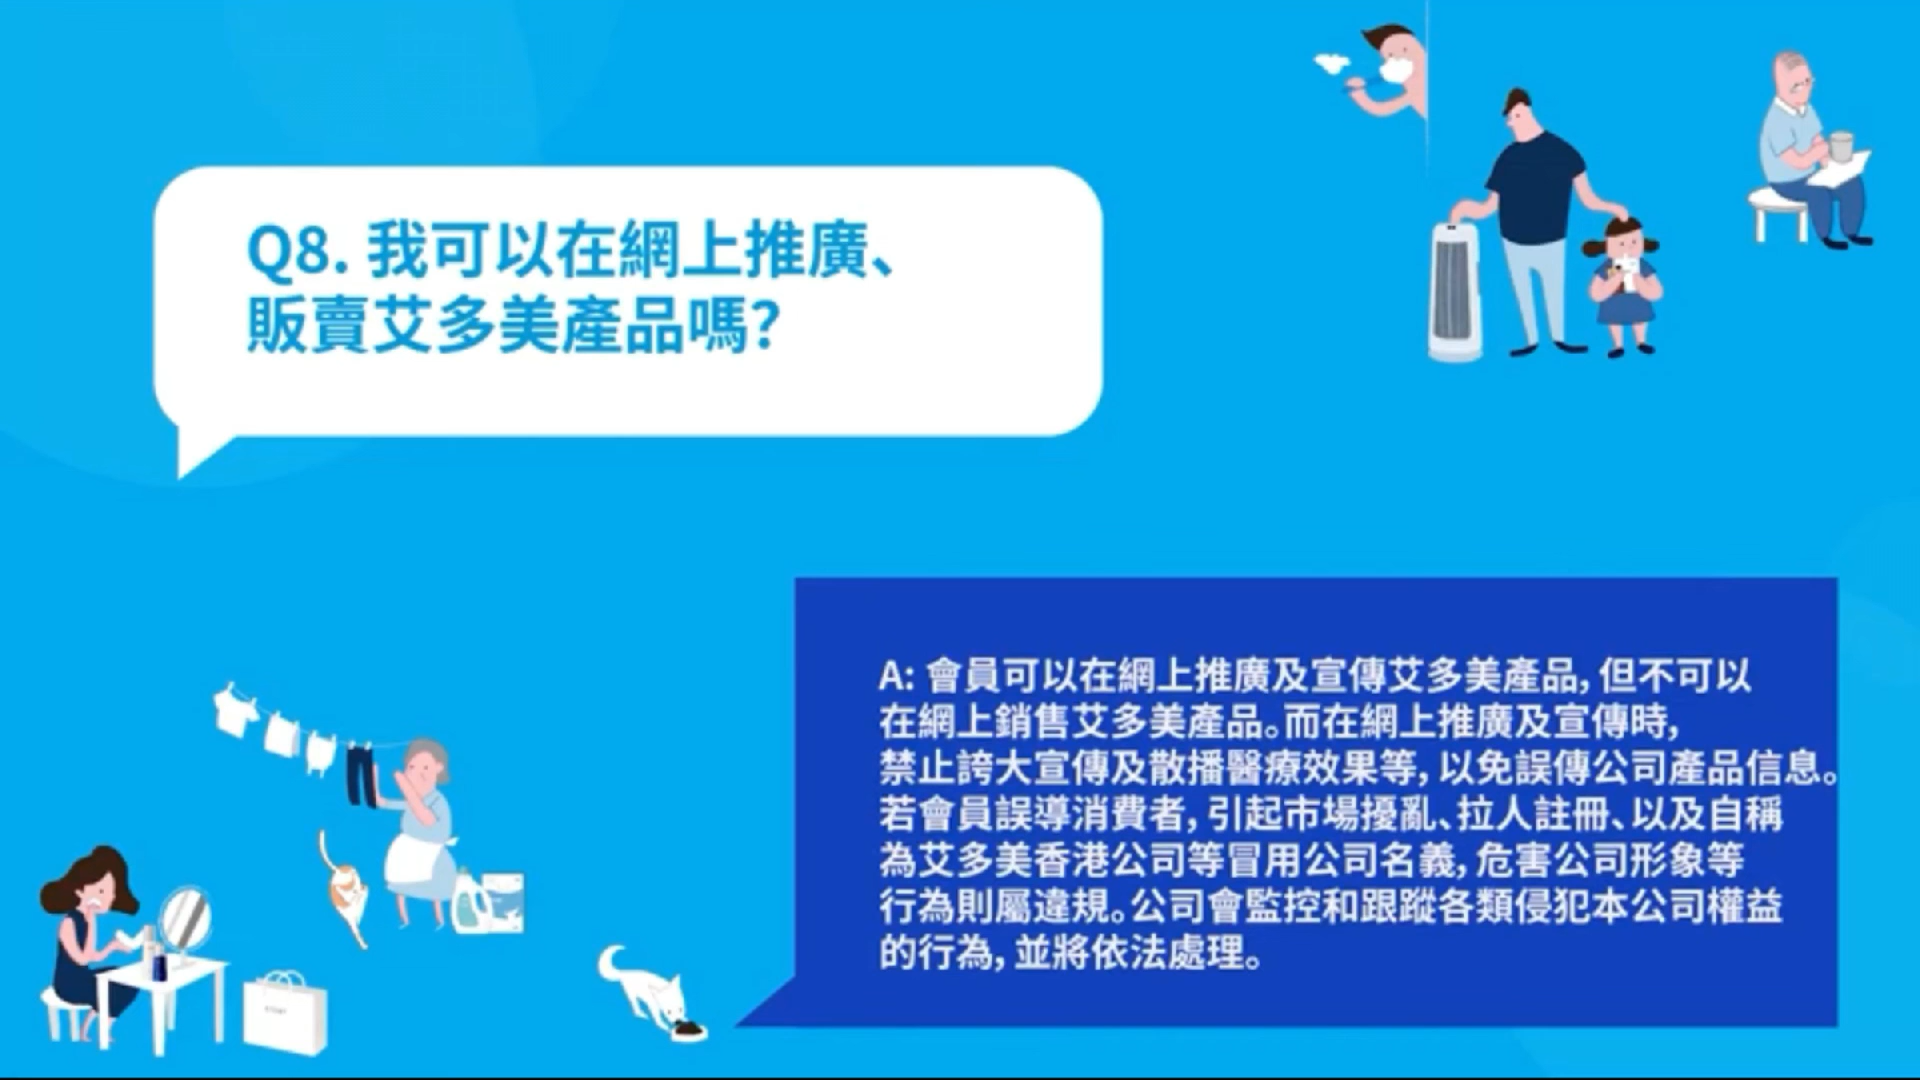 Q8. 我可以在網上推廣、
販賣艾多美產品嗎?
A: 會員可以在網上推廣及宣傳艾多美產品, 但不可以
在網上銷售艾多美產品。而在網上推廣及宣傳時,
禁止誇大宣傳及散播醫療效果等, 以免誤傳公司產品信息。
若會員誤導消費者, 引起市場擾亂、拉人註冊、以及自稱
為艾多美香港公司等冒用公司名義, 危害公司形象等
行為則屬違規。公司會監控和跟蹤各類侵犯本公司權益
的行為, 並將依法處理。